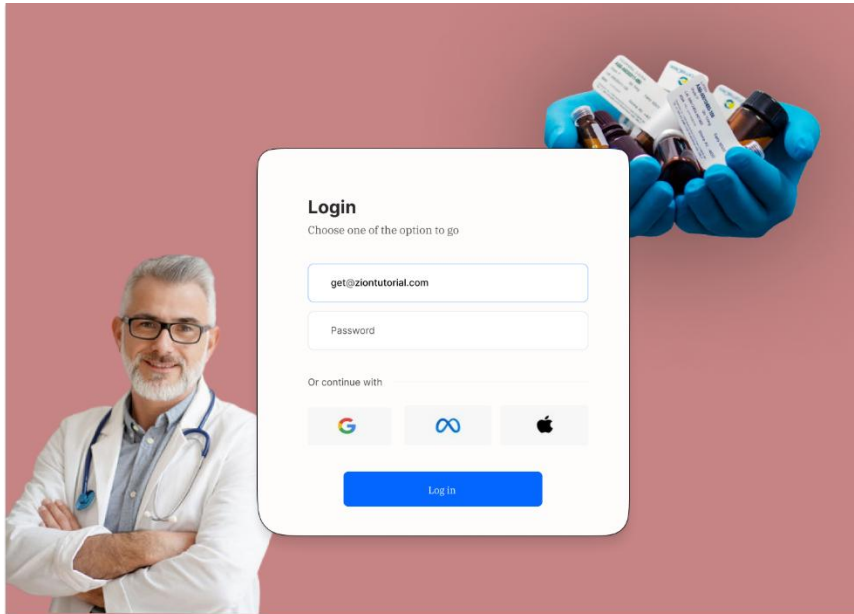 Login
Choose one of the option to go
get@ziontutorial.com
Password
Or continue with
Log in